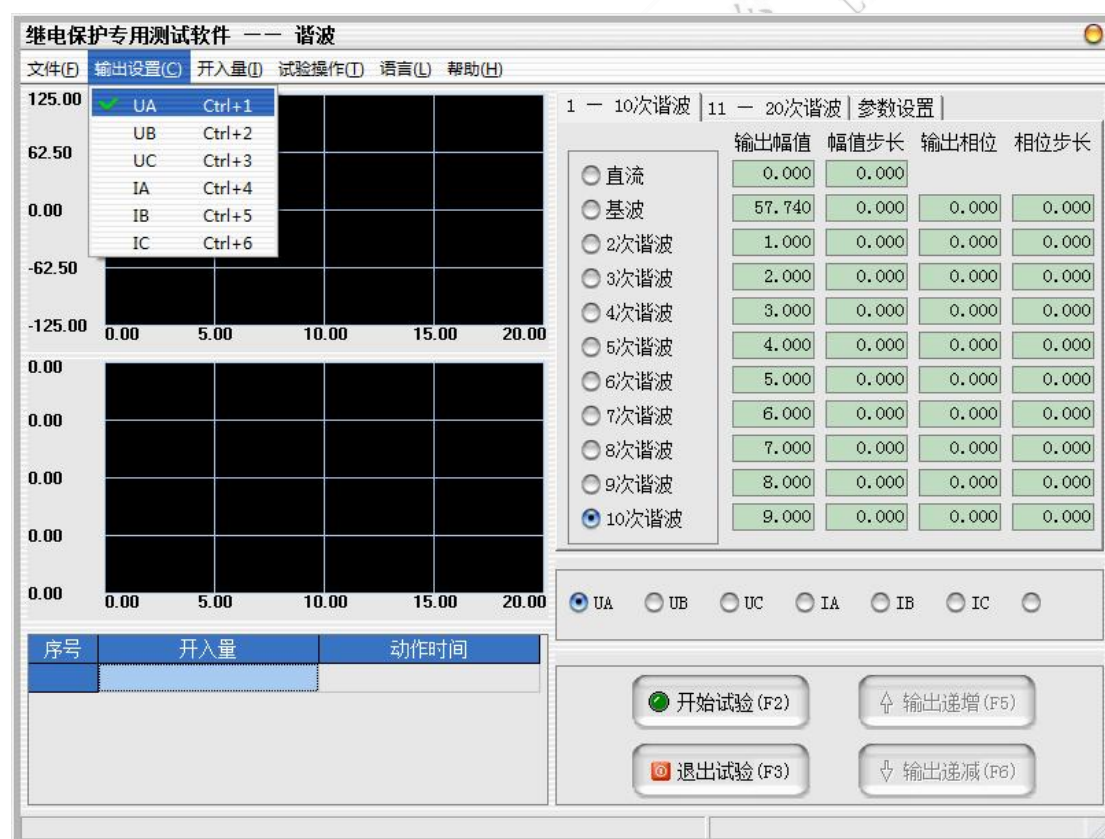 继电保护专用测试软件 —— 谐波
文件(F) 输出设置(C) 开入量(I) 试验操作(T) 语言(L) 帮助(H)
UA Ctrl+1
UB Ctrl+2
UC Ctrl+3
IA Ctrl+4
IB Ctrl+5
IC Ctrl+6
125.00
62.50
0.00
-62.50
-125.00
0.00 5.00 10.00 15.00 20.00
0.00
0.00
0.00
0.00
0.00
0.00 5.00 10.00 15.00 20.00
序号 开入量 动作时间
1 — 10次谐波 11 — 20次谐波 参数设置
输出幅值 幅值步长 输出相位 相位步长
直流 0.000 0.000
基波 57.740 0.000 0.000 0.000
2次谐波 1.000 0.000 0.000 0.000
3次谐波 2.000 0.000 0.000 0.000
4次谐波 3.000 0.000 0.000 0.000
5次谐波 4.000 0.000 0.000 0.000
6次谐波 5.000 0.000 0.000 0.000
7次谐波 6.000 0.000 0.000 0.000
8次谐波 7.000 0.000 0.000 0.000
9次谐波 8.000 0.000 0.000 0.000
10次谐波 9.000 0.000 0.000 0.000
UA UB UC IA IB IC
开始试验(F2) 输出递增(F5)
退出试验(F3) 输出递减(F6)